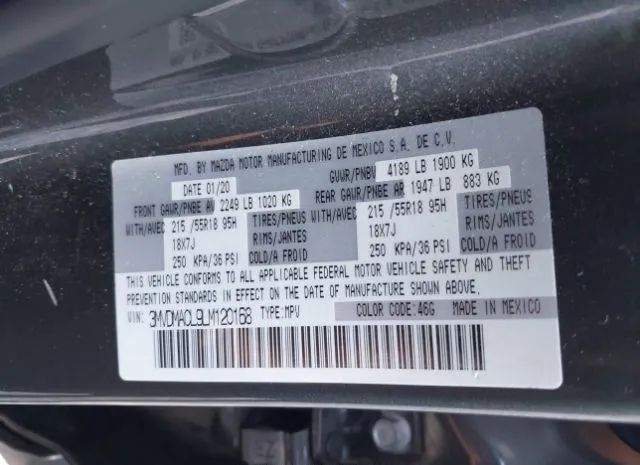 MFD. BY MAZDA MOTOR MANUFACTURING DE MEXICO S.A. DE C.V.
DATE 01/20 GVWR/PNBV 4189 LB 1900 KG
FRONT GAWR/PNBE AV 2249 LB 1020 KG REAR GAWR/PNBE AR 1947 LB 883 KG
WITH/AVEC 215 /55R18 95H TIRES/PNEUS WITH/AVEC 215 /55R18 95H TIRES/PNEUS
18X7J RIMS/JANTES 18X7J RIMS/JANTES
250 KPA/36 PSI COLD/A FROID 250 KPA/36 PSI COLD/A FROID
THIS VEHICLE CONFORMS TO ALL APPLICABLE FEDERAL MOTOR VEHICLE SAFETY AND THEFT
PREVENTION STANDARDS IN EFFECT ON THE DATE OF MANUFACTURE SHOWN ABOVE.
VIN: 3MVDMACL9LM120168 TYPE:MPV COLOR CODE:46G MADE IN MEXICO